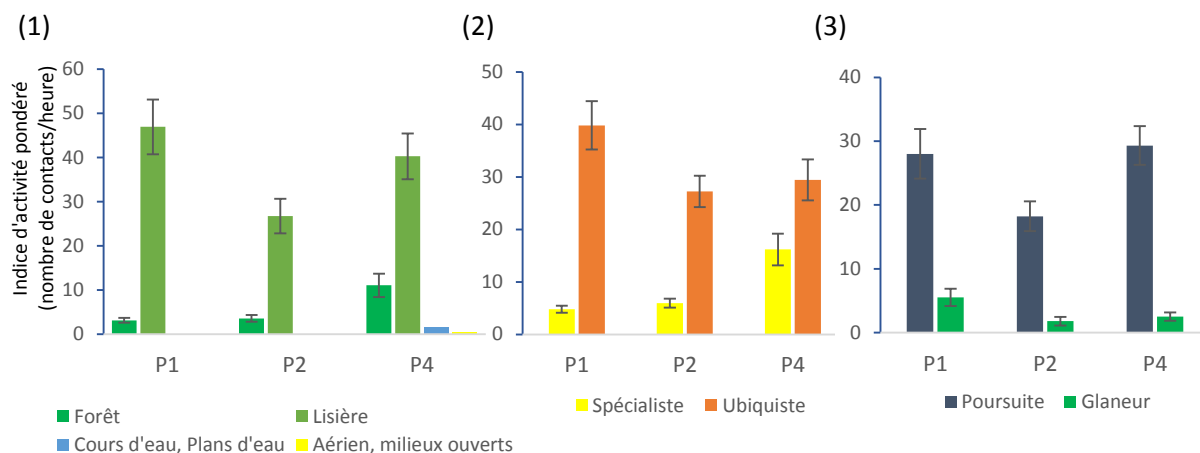 (1)
(2)
(3)
Indice d'activité pondéré
(nombre de contacts/heure)
60
50
40
30
20
10
0
P1 P2 P4
Forêt Lisière
Cours d'eau, Plans d'eau Aérien, milieux ouverts
50
40
30
20
10
0
P1 P2 P4
Spécialiste Ubiquiste
40
30
20
10
0
P1 P2 P4
Poursuite Glaneur